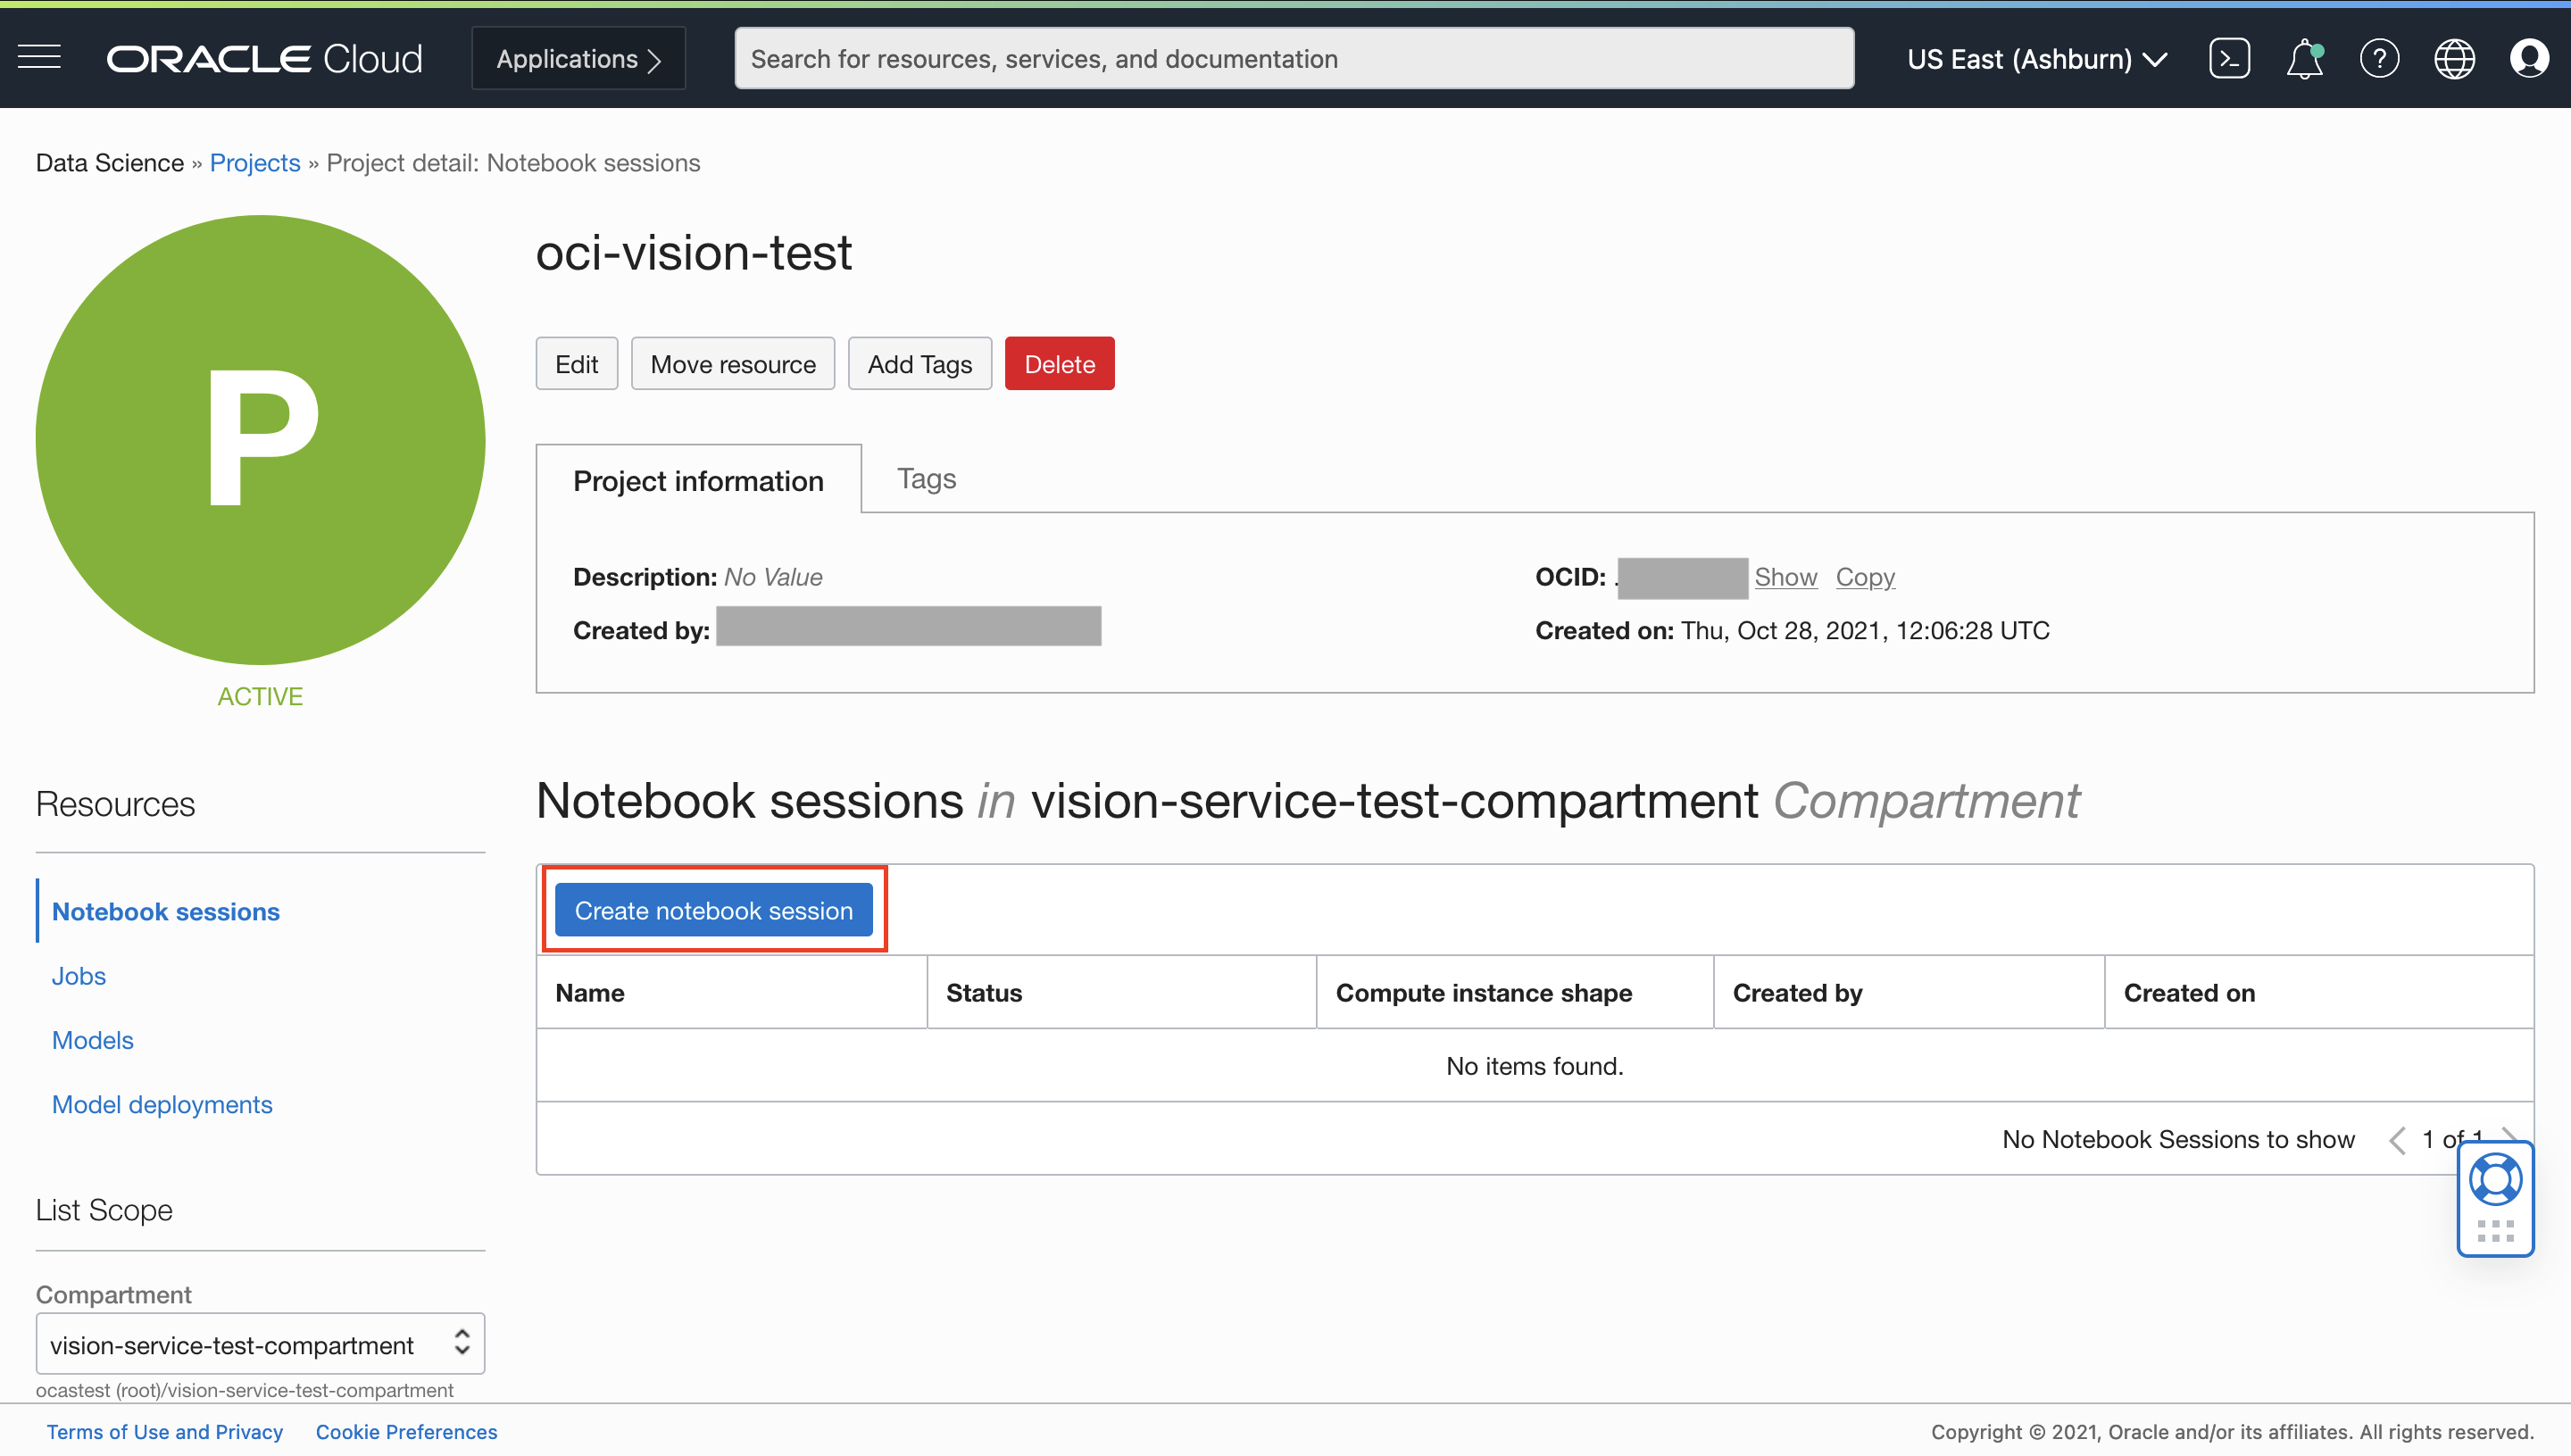 ORACLE Cloud
Applications
Search for resources, services, and documentation
US East (Ashburn)
Data Science » Projects » Project detail: Notebook sessions
P
ACTIVE
oci-vision-test
Edit
Move resource
Add Tags
Delete
Project information
Tags
Description: No Value
Created by:
OCID: Show Copy
Created on: Thu, Oct 28, 2021, 12:06:28 UTC
Resources
Notebook sessions
Jobs
Models
Model deployments
List Scope
Compartment
vision-service-test-compartment
ocastest (root)/vision-service-test-compartment
Notebook sessions in vision-service-test-compartment Compartment
Create notebook session
Name Status Compute instance shape Created by Created on
No items found.
No Notebook Sessions to show 1 of 1
Terms of Use and Privacy Cookie Preferences
Copyright © 2021, Oracle and/or its affiliates. All rights reserved.